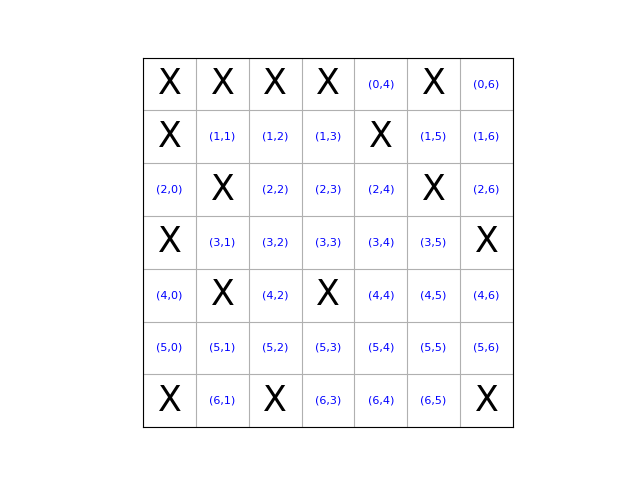 X X X X (0,4) X (0,6)
X (1,1) (1,2) (1,3) X (1,5) (1,6)
(2,0) X (2,2) (2,3) (2,4) X (2,6)
X (3,1) (3,2) (3,3) (3,4) (3,5) X
(4,0) X (4,2) X (4,4) (4,5) (4,6)
(5,0) (5,1) (5,2) (5,3) (5,4) (5,5) (5,6)
X (6,1) X (6,3) (6,4) (6,5) X